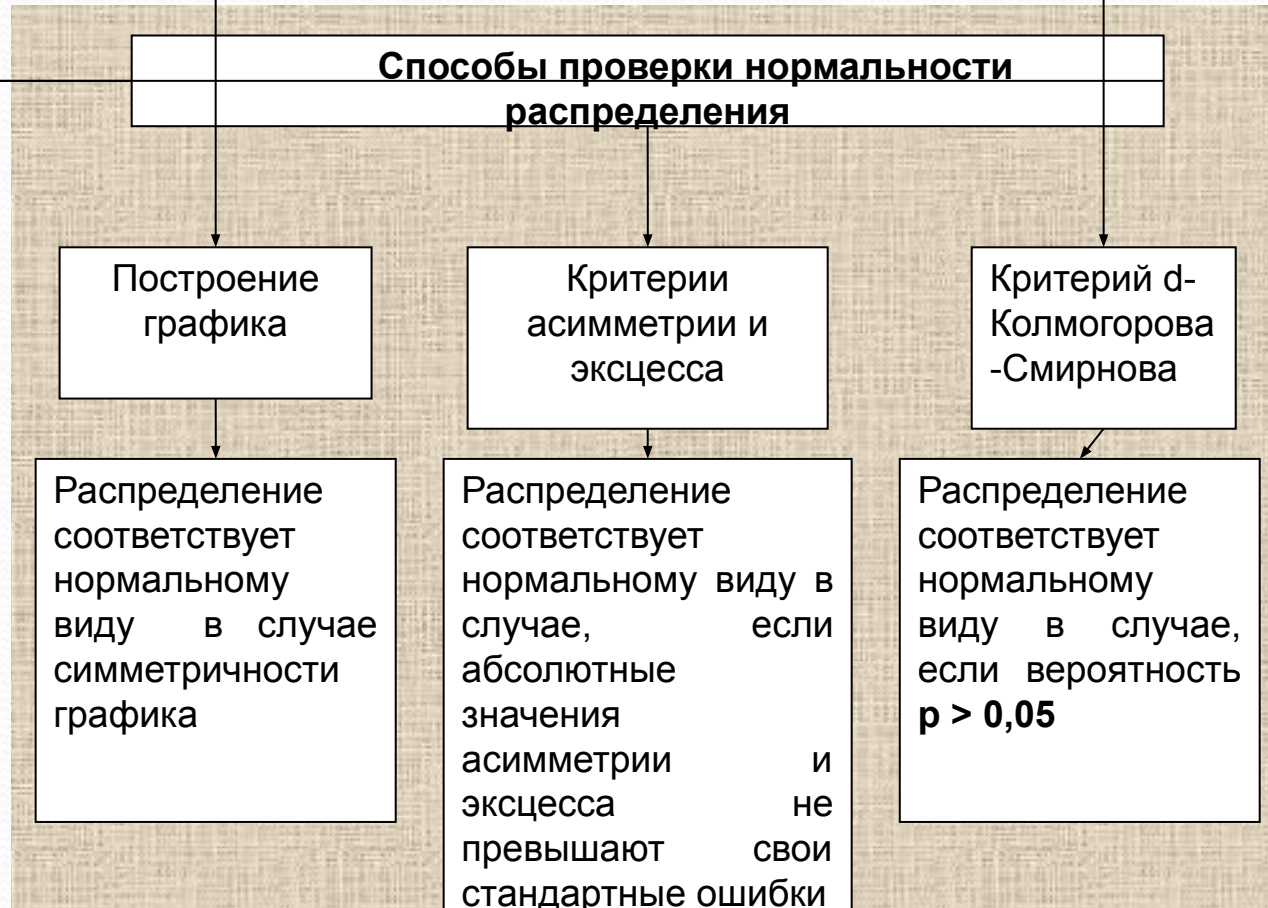 Способы проверки нормальности
распределения
Построение
графика
Критерии
асимметрии и
эксцесса
Критерий d-
Колмогорова
-Смирнова
Распределение
соответствует
нормальному
виду в случае
симметричности
графика
Распределение
соответствует
нормальному виду в
случае, если
абсолютные
значения
асимметрии и
эксцесса не
превышают свои
стандартные ошибки
Распределение
соответствует
нормальному
виду в случае,
если вероятность
p > 0,05